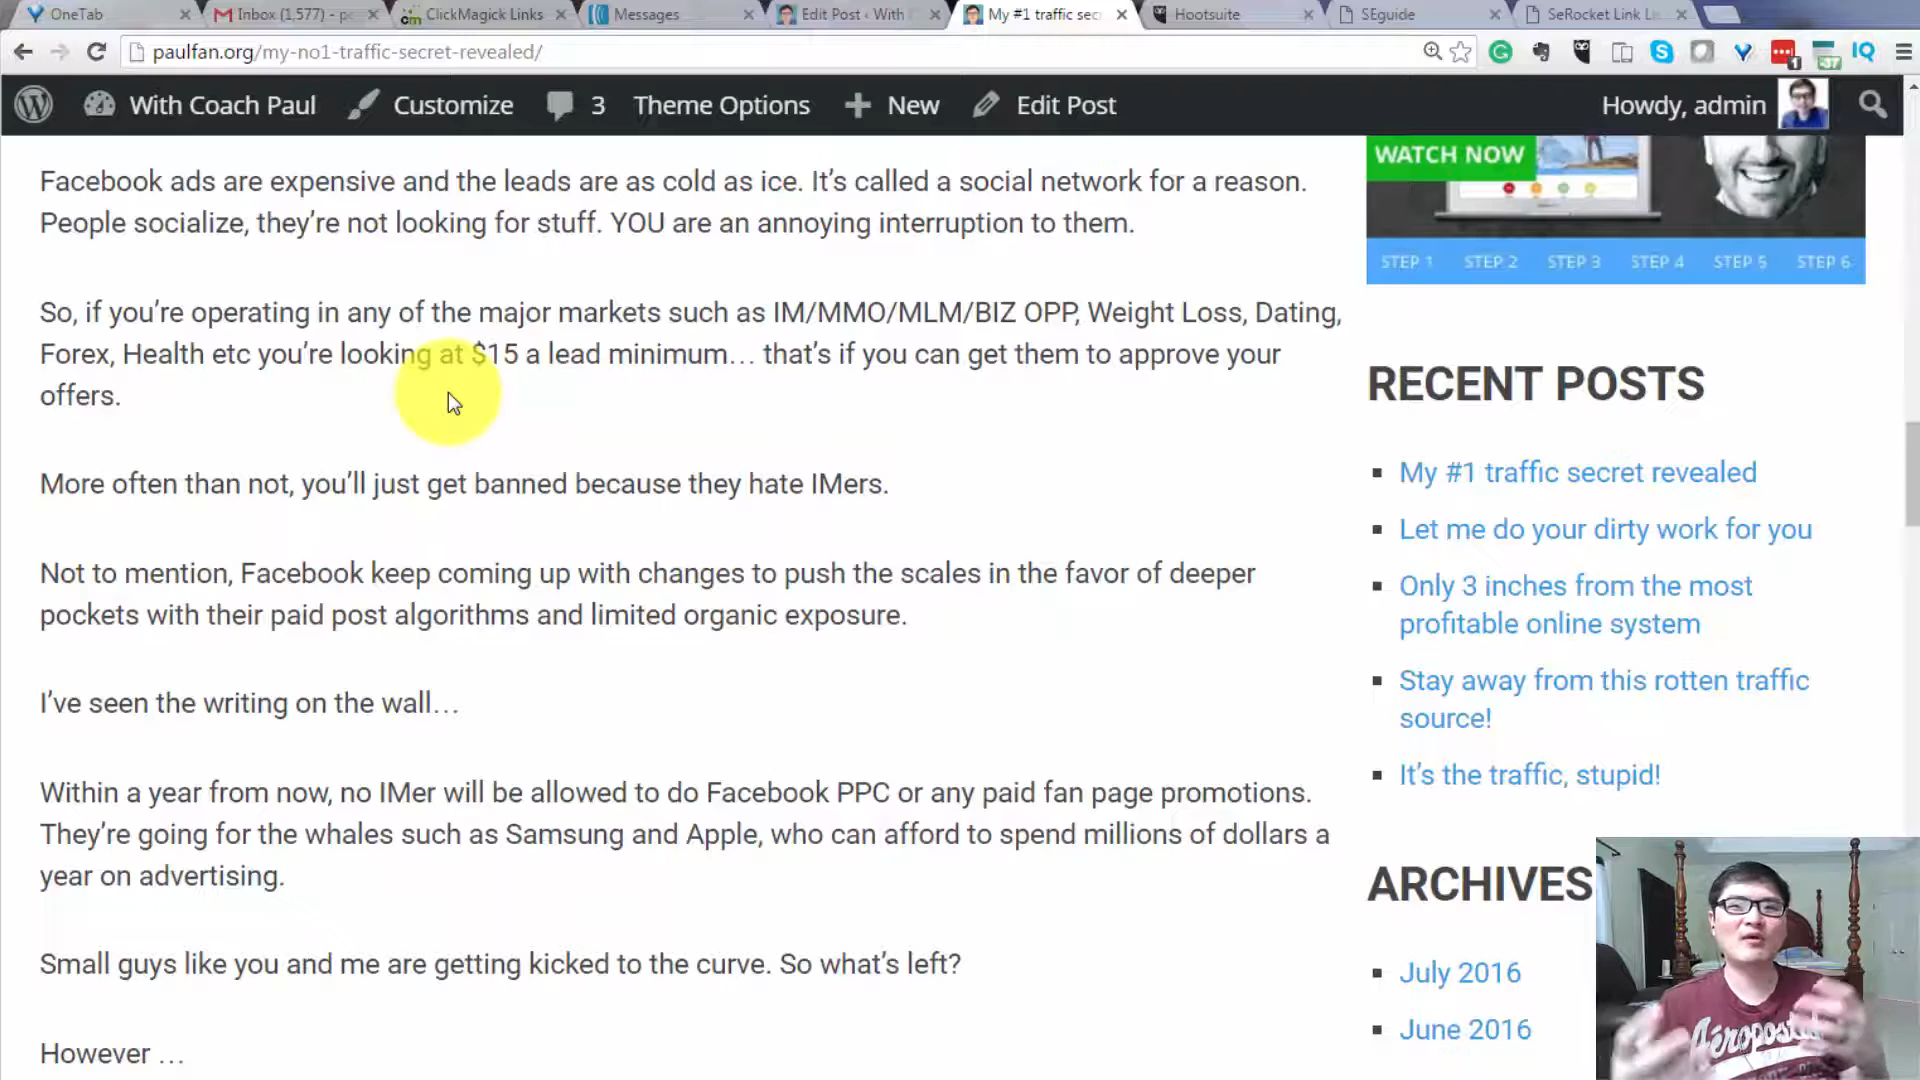 OneTab
Inbox (1,577) - p
ClickMagick Links
Messages
Edit Post ‹ With
My #1 traffic sec
Hootsuite
SEguide
SeRocket Link Li
paulfan.org/my-no1-traffic-secret-revealed/
1
-37
IQ
With Coach Paul
Customize
3
Theme Options
New
Edit Post
Howdy, admin
Facebook ads are expensive and the leads are as cold as ice. It's called a social network for a reason.
People socialize, they're not looking for stuff. YOU are an annoying interruption to them.
So, if you're operating in any of the major markets such as IM/MMO/MLM/BIZ OPP, Weight Loss, Dating,
Forex, Health etc you're looking at $15 a lead minimum… that's if you can get them to approve your
offers.
More often than not, you'll just get banned because they hate IMers.
Not to mention, Facebook keep coming up with changes to push the scales in the favor of deeper
pockets with their paid post algorithms and limited organic exposure.
I've seen the writing on the wall…
Within a year from now, no IMer will be allowed to do Facebook PPC or any paid fan page promotions.
They're going for the whales such as Samsung and Apple, who can afford to spend millions of dollars a
year on advertising.
Small guys like you and me are getting kicked to the curve. So what's left?
However …
WATCH NOW
STEP 1 STEP 2 STEP 3 STEP 4 STEP 5 STEP 6
RECENT POSTS
My #1 traffic secret revealed
Let me do your dirty work for you
Only 3 inches from the most
profitable online system
Stay away from this rotten traffic
source!
It's the traffic, stupid!
ARCHIVES
July 2016
June 2016
Aéropostal